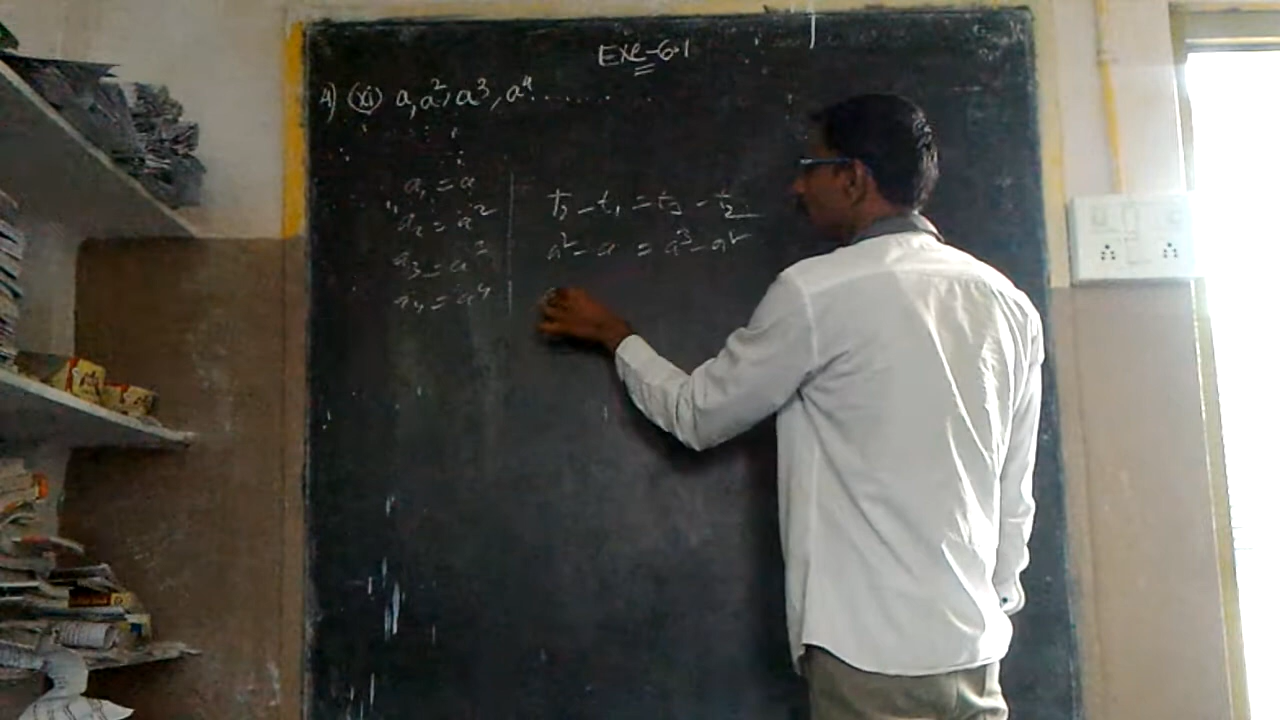 Exe-6.1
4) (xi) a, a², a³, a⁴.......
a₁ = a
a₂ = a²
a₃ = a³
a₄ = a⁴
t₂ - t₁ = t₃ - t₂
a² - a = a³ - a²